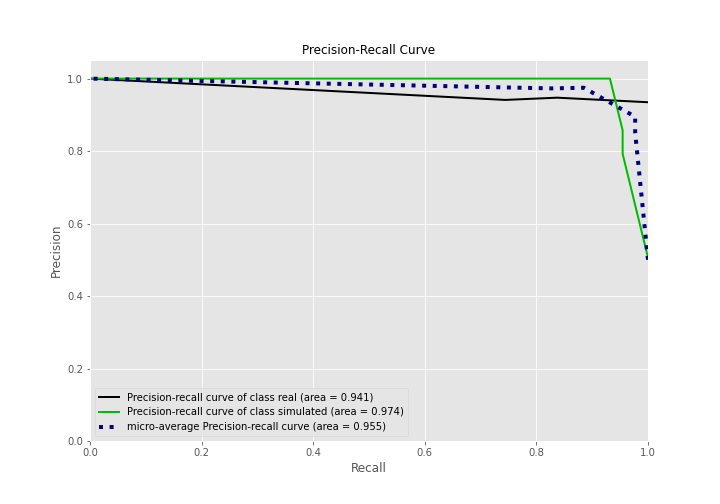 Precision-Recall Curve
1.0
0.8
0.6
0.4
0.2
0.0
Precision
Precision-recall curve of class real (area = 0.941)
Precision-recall curve of class simulated (area = 0.974)
micro-average Precision-recall curve (area = 0.955)
0.0 0.2 0.4 0.6 0.8 1.0
Recall